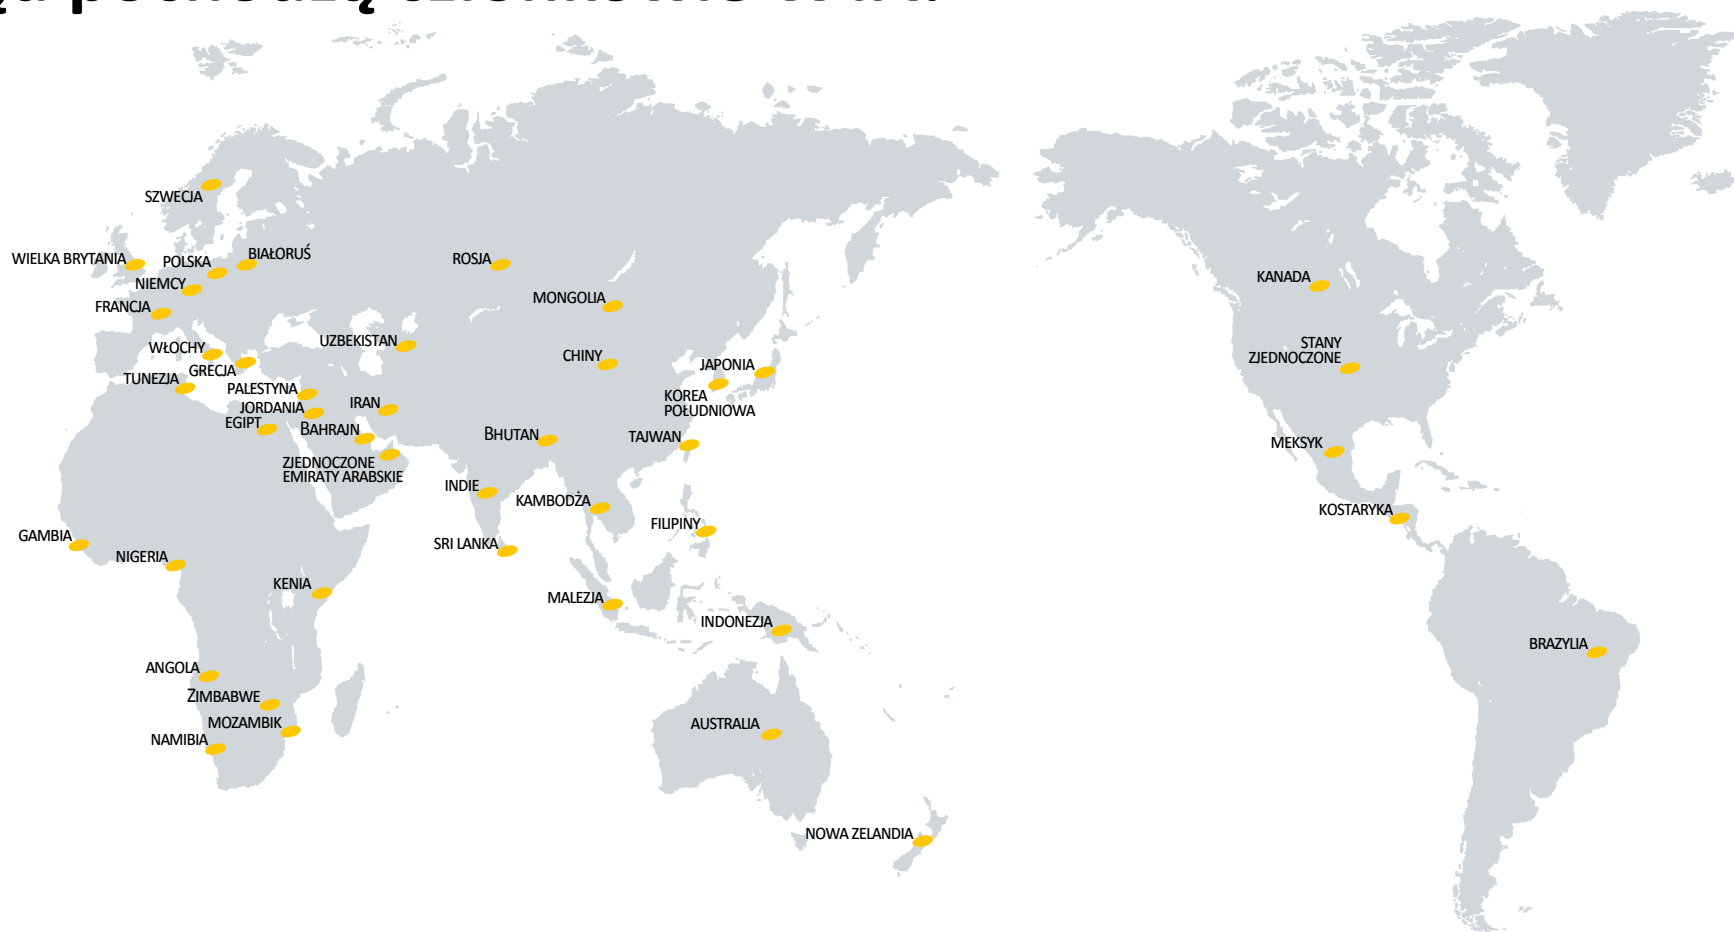 SZWECJA
WIELKA BRYTANIA
POLSKA
BIAŁORUŚ
NIEMCY
FRANCJA
WŁOCHY
GRECJA
TUNEZJA
PALESTYNA
JORDANIA
EGIPT
BAHRAJN
IRAN
UZBEKISTAN
ZJEDNOCZONE
EMIRATY ARABSKIE
ROSJA
MONGOLIA
CHINY
JAPONIA
KOREA
POŁUDNIOWA
BHUTAN
TAJWAN
INDIE
KAMBODŻA
FILIPINY
SRI LANKA
MALEZJA
INDONEZJA
GAMBIA
NIGERIA
KENIA
ANGOLA
ZIMBABWE
MOZAMBIK
NAMIBIA
AUSTRALIA
NOWA ZELANDIA
KANADA
STANY
ZJEDNOCZONE
MEKSYK
KOSTARYKA
BRAZYLIA